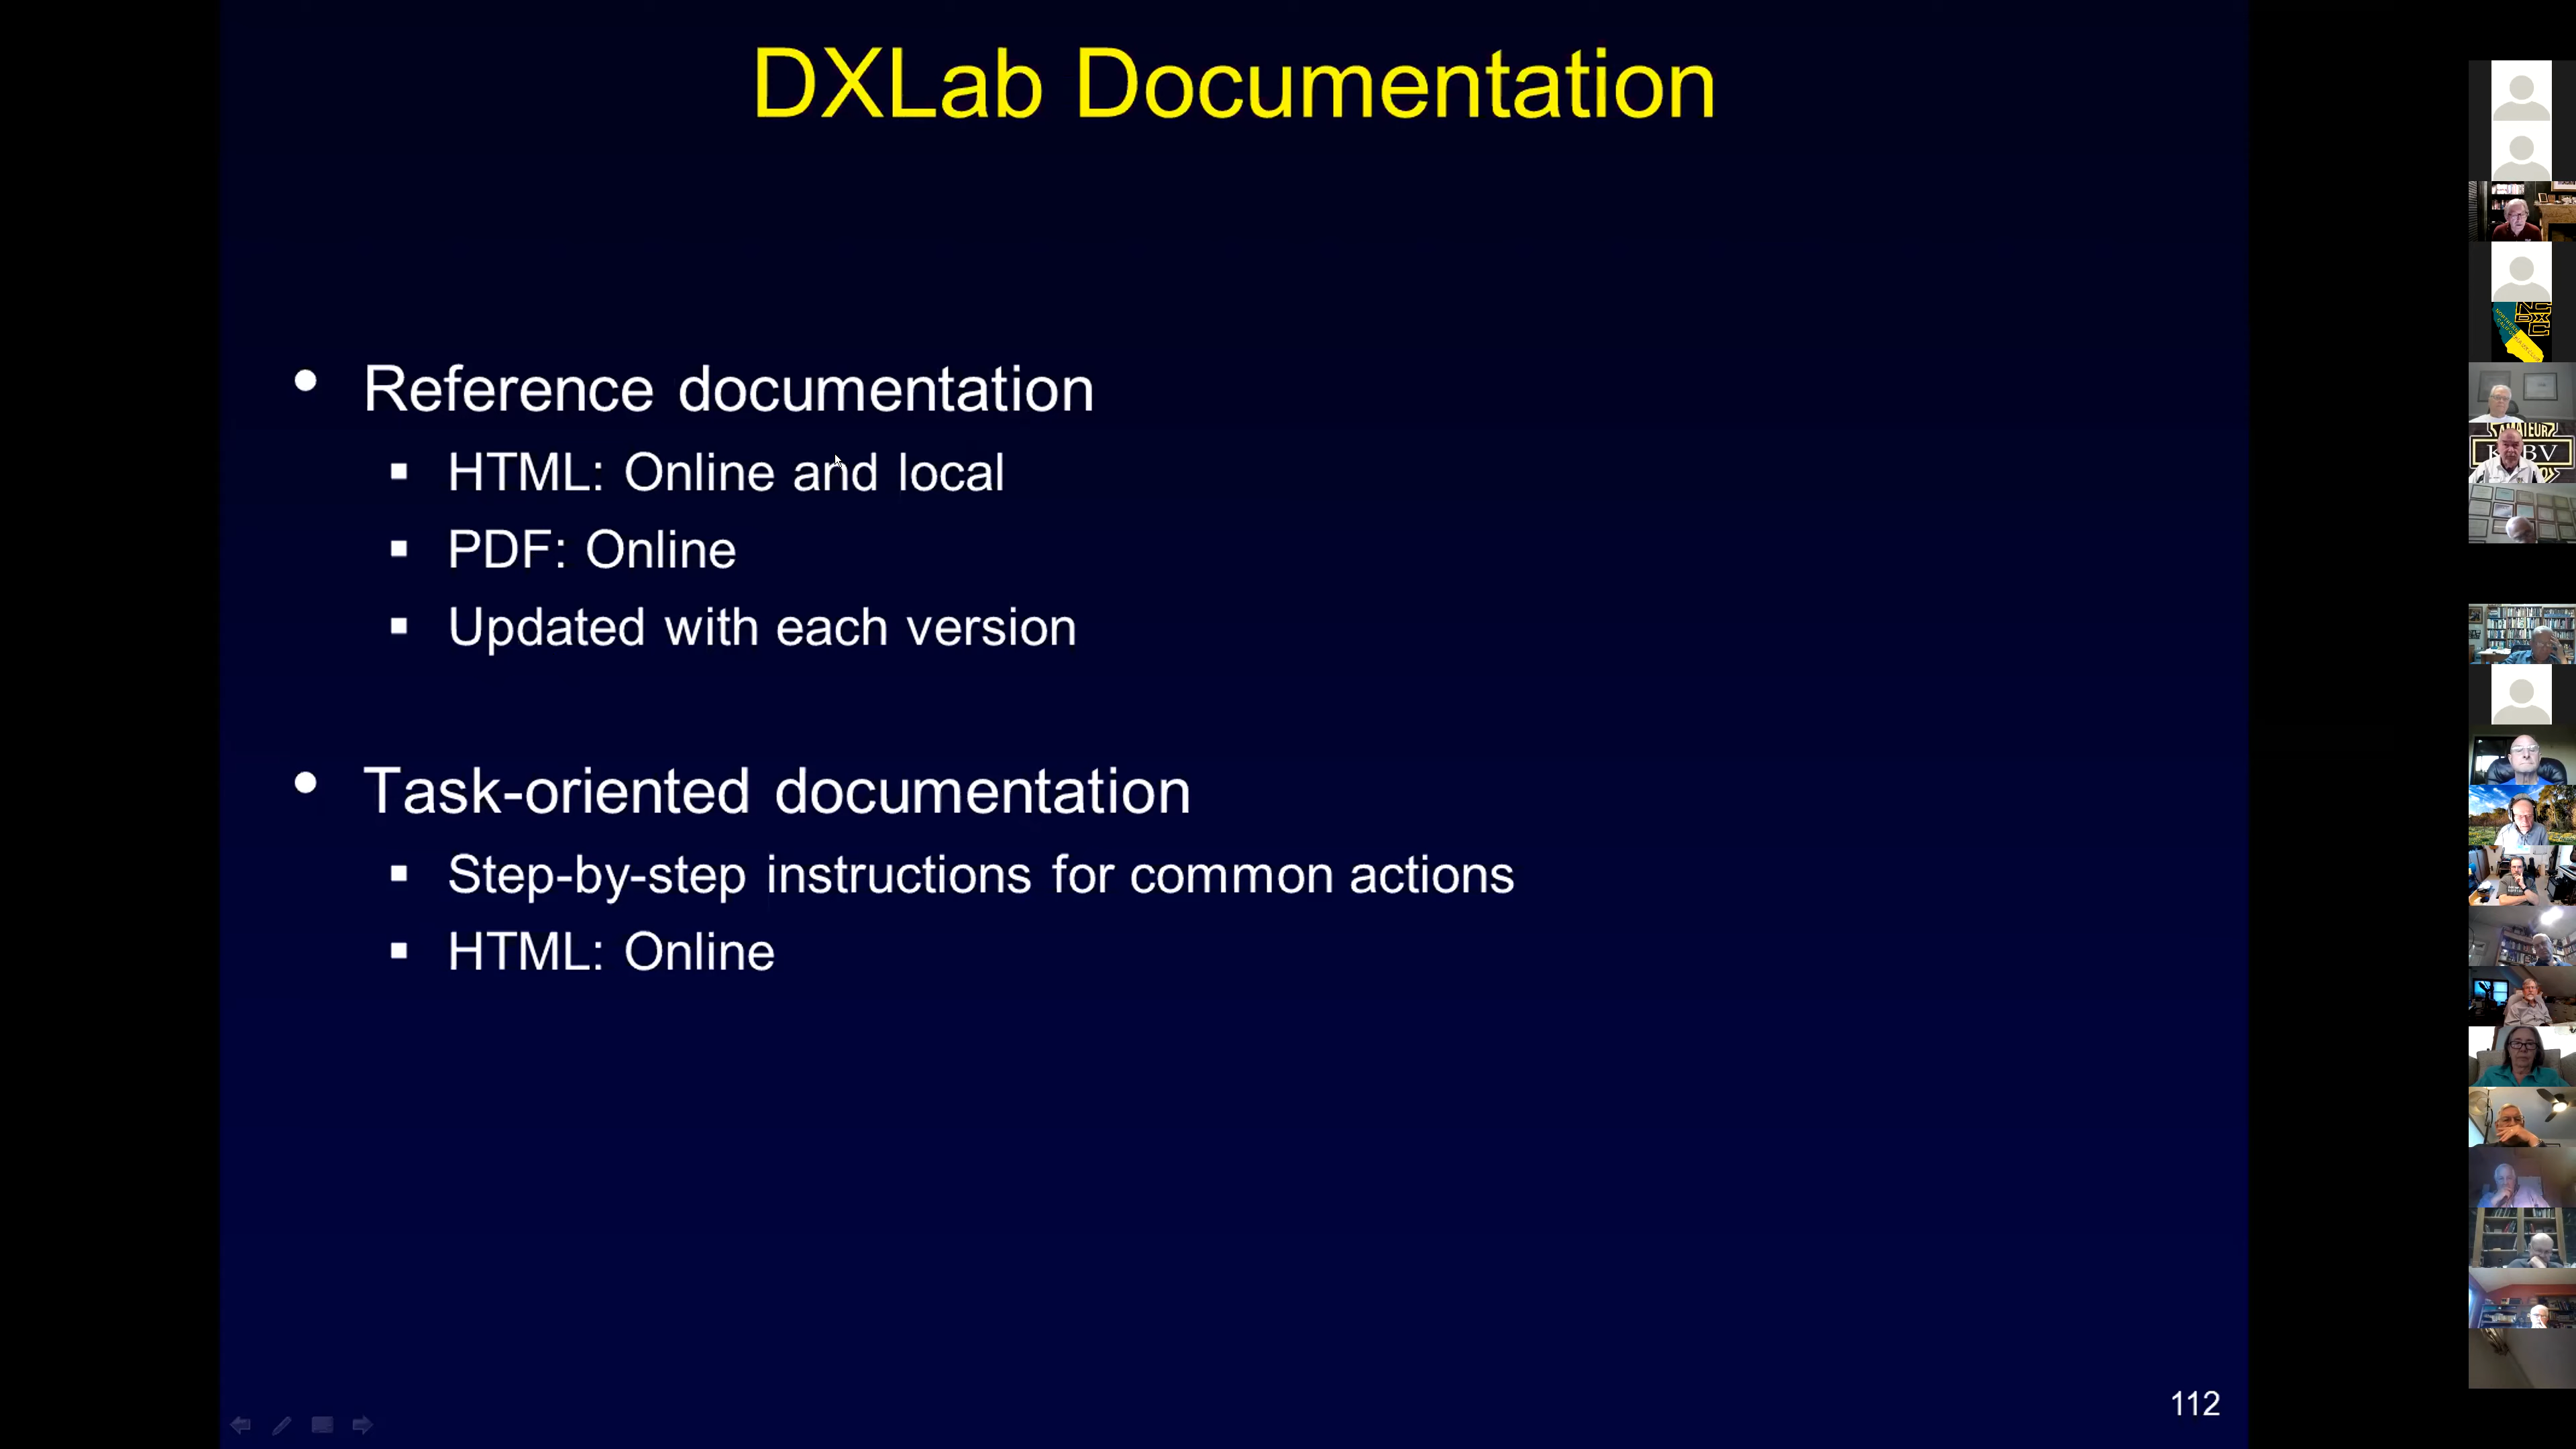 DXLab Documentation
• Reference documentation
▪ HTML: Online and local
▪ PDF: Online
▪ Updated with each version
• Task-oriented documentation
▪ Step-by-step instructions for common actions
▪ HTML: Online
112
AMATEUR